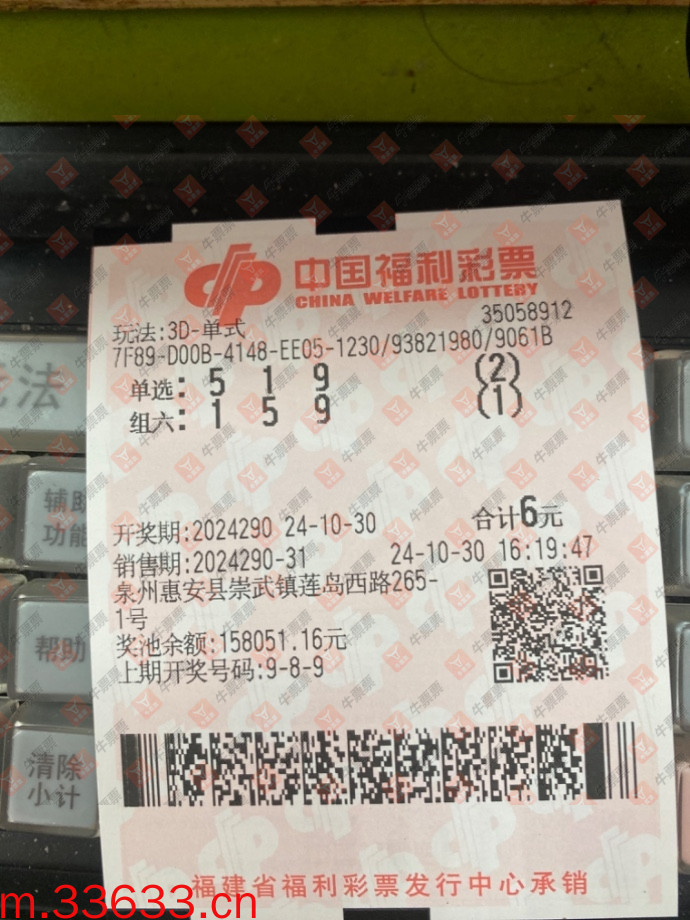 中国福利彩票
CHINA WELFARE LOTTERY
35058912
玩法:3D-单式
7F89-D00B-4148-EE05-1230/93821980/9061B
单选: 5 1 9 (2)
组六: 1 5 9 (1)
开奖期:2024290 24-10-30 合计6元
销售期:2024290-31 24-10-30 16:19:47
泉州惠安县崇武镇莲岛西路265-
1号
奖池余额:158051.16元
上期开奖号码:9-8-9
福建省福利彩票发行中心承销
玩法
辅助
功能
帮助
清除
小计
牛票票
m.33633.cn